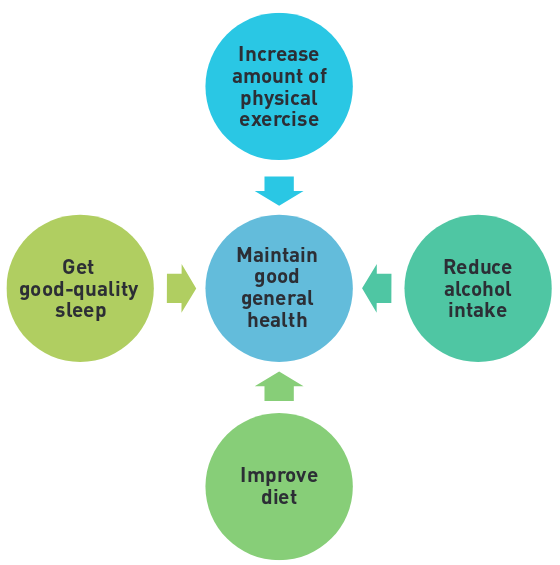 Increase
amount of
physical
exercise
Get
good-quality
sleep
Maintain
good
general
health
Reduce
alcohol
intake
Improve
diet